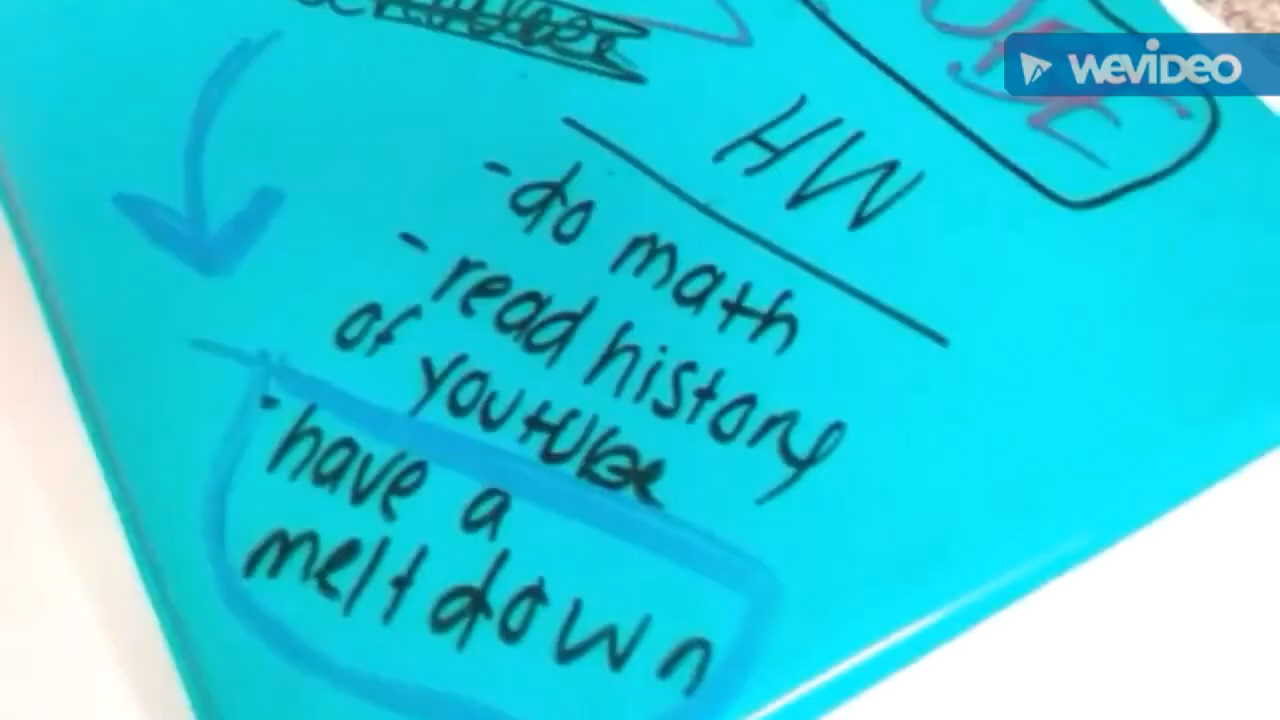 WEVIDEO
HW
-do math
-read history
of youtube
-have a
meltdown